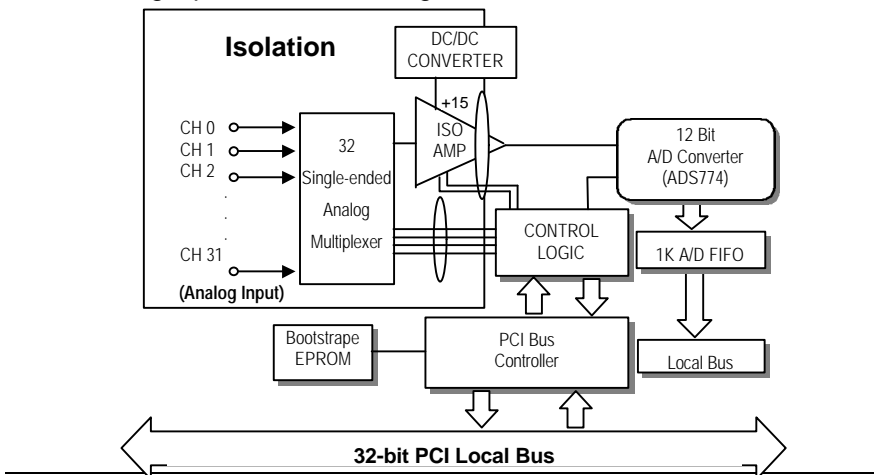 Isolation
DC/DC
CONVERTER
+15
ISO
AMP
CH 0
CH 1
CH 2
.
.
.
CH 31
(Analog Input)
32
Single-ended
Analog
Multiplexer
12 Bit
A/D Converter
(ADS774)
CONTROL
LOGIC
1K A/D FIFO
Bootstrape
EPROM
PCI Bus
Controller
Local Bus
32-bit PCI Local Bus